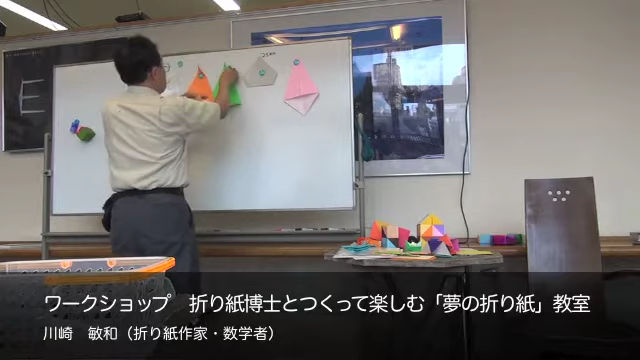 ワークショップ　折り紙博士とつくって楽しむ「夢の折り紙」教室
川崎　敏和（折り紙作家・数学者）